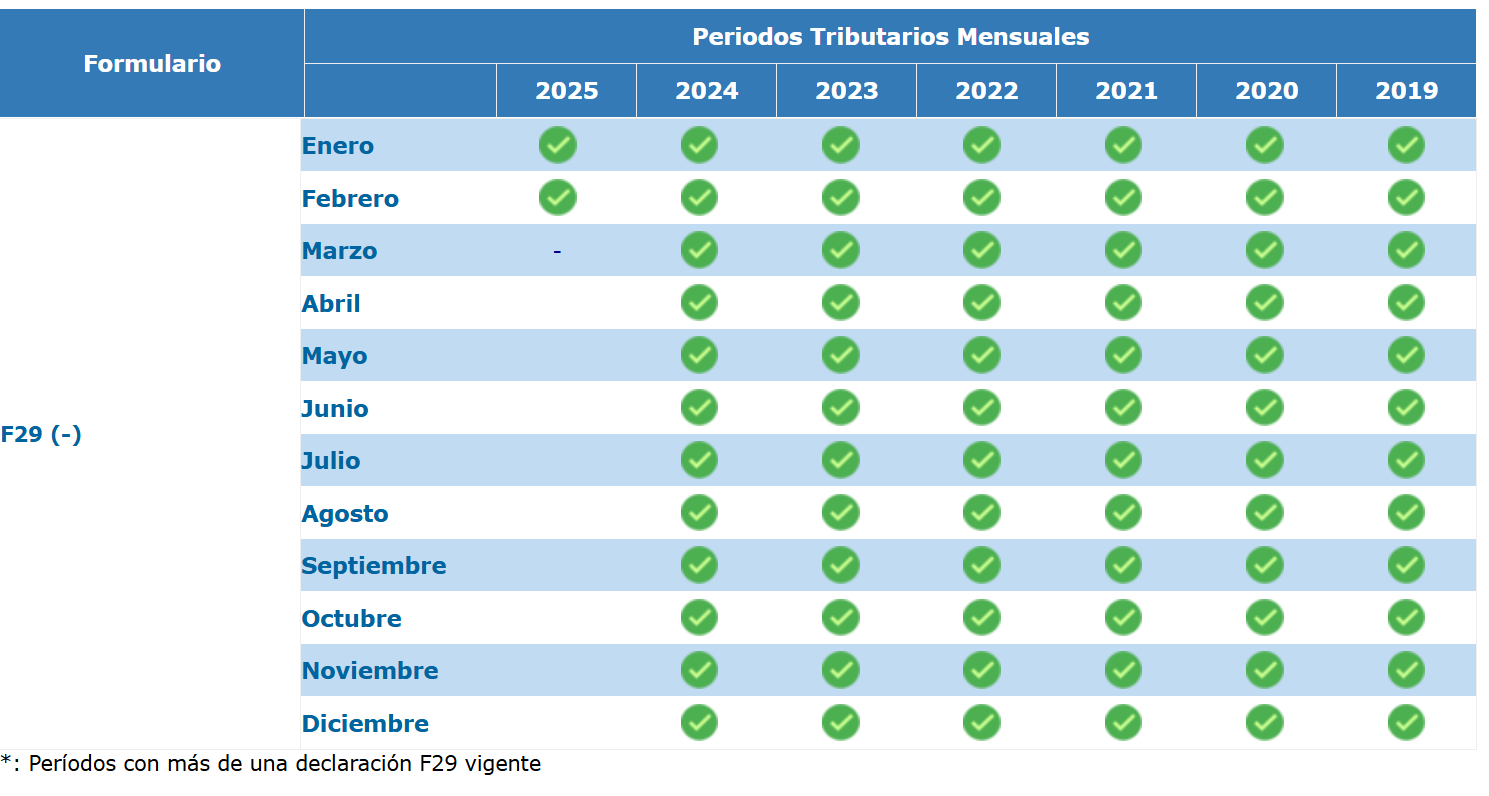 Formulario
Periodos Tributarios Mensuales
2025 2024 2023 2022 2021 2020 2019
Enero
Febrero
Marzo -
Abril
Mayo
Junio
F29 (-)
Julio
Agosto
Septiembre
Octubre
Noviembre
Diciembre
*: Períodos con más de una declaración F29 vigente